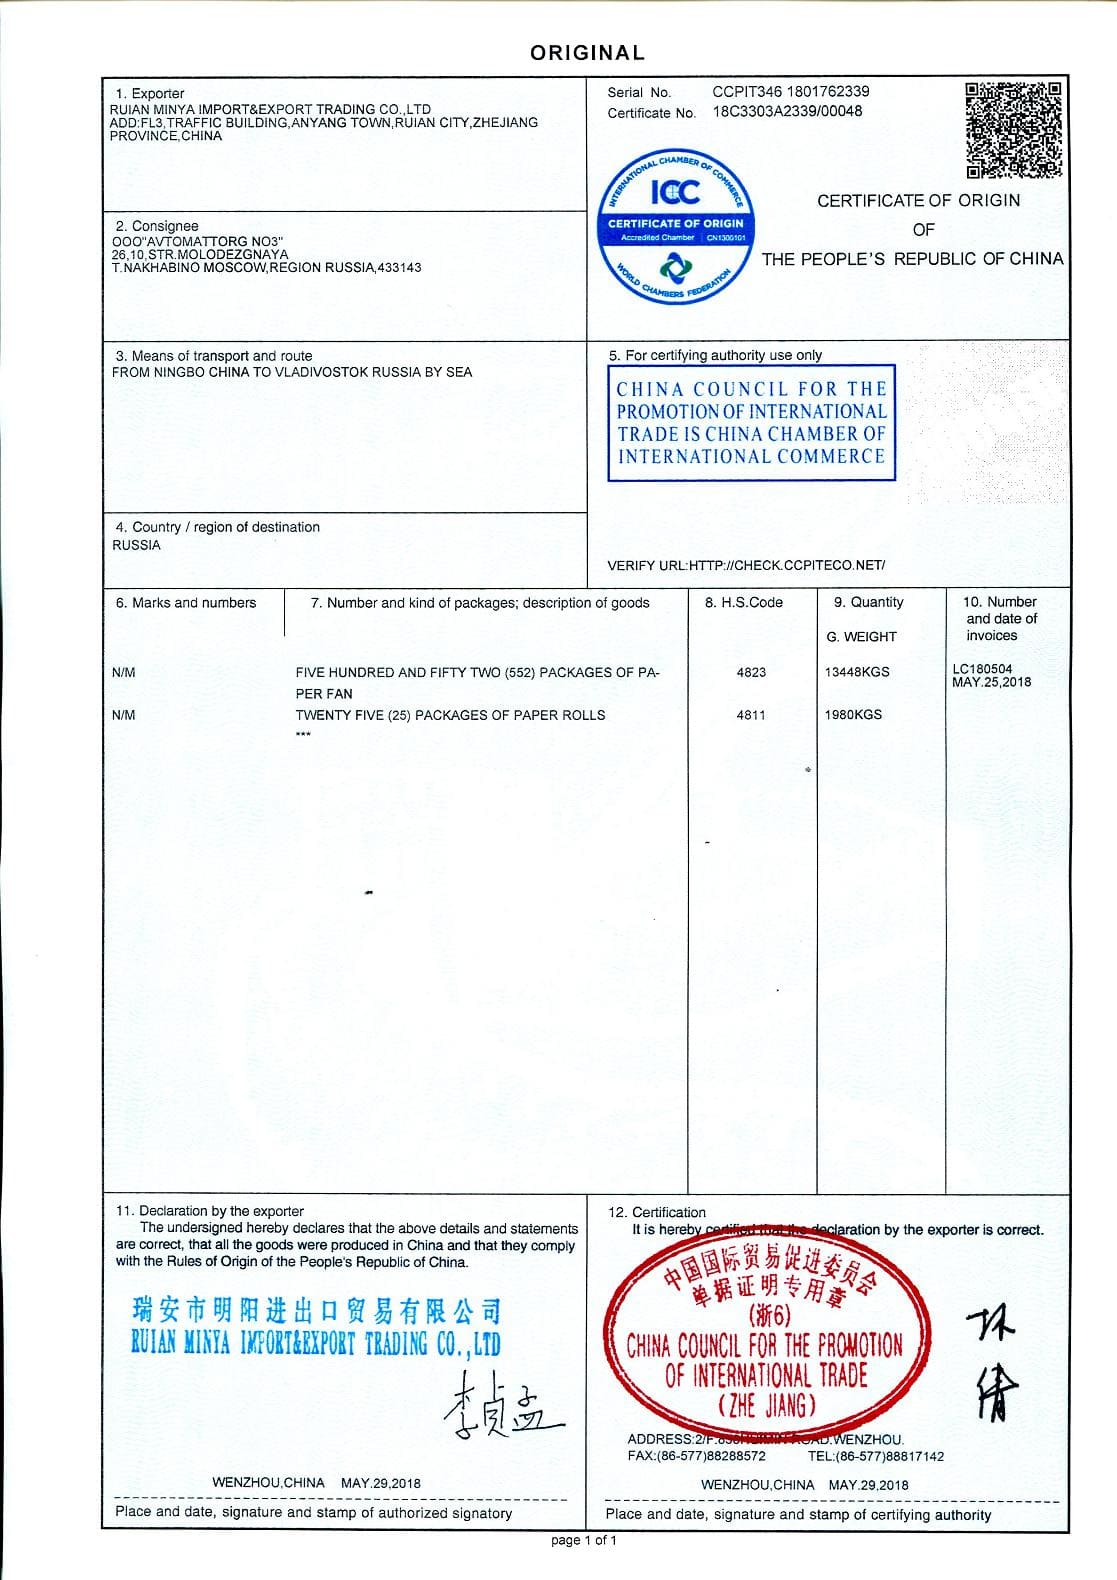 ORIGINAL
1. Exporter
RUIAN MINYA IMPORT&EXPORT TRADING CO.,LTD
ADD:FL3,TRAFFIC BUILDING,ANYANG TOWN,RUIAN CITY,ZHEJIANG
PROVINCE,CHINA
Serial No. CCPIT346 1801762339
Certificate No. 18C3303A2339/00048
INTERNATIONAL CHAMBER OF COMMERCE
ICC
CERTIFICATE OF ORIGIN
Accredited Chamber CN1300101
WORLD CHAMBERS FEDERATION
CERTIFICATE OF ORIGIN
OF
THE PEOPLE'S REPUBLIC OF CHINA
2. Consignee
OOO"AVTOMATTORG NO3"
26,10,STR.MOLODEZGNAYA
T.NAKHABINO MOSCOW,REGION RUSSIA,433143
3. Means of transport and route
FROM NINGBO CHINA TO VLADIVOSTOK RUSSIA BY SEA
5. For certifying authority use only
CHINA COUNCIL FOR THE
PROMOTION OF INTERNATIONAL
TRADE IS CHINA CHAMBER OF
INTERNATIONAL COMMERCE
4. Country / region of destination
RUSSIA
VERIFY URL:HTTP://CHECK.CCPITECO.NET/
6. Marks and numbers 7. Number and kind of packages; description of goods 8. H.S.Code 9. Quantity 10. Number
and date of
G. WEIGHT invoices
N/M FIVE HUNDRED AND FIFTY TWO (552) PACKAGES OF PA- 4823 13448KGS LC180504
PER FAN MAY.25,2018
N/M TWENTY FIVE (25) PACKAGES OF PAPER ROLLS 4811 1980KGS
***
11. Declaration by the exporter
The undersigned hereby declares that the above details and statements
are correct, that all the goods were produced in China and that they comply
with the Rules of Origin of the People's Republic of China.
瑞安市明阳进出口贸易有限公司
RUIAN MINYA IMPORT&EXPORT TRADING CO.,LTD
李贞孟
WENZHOU,CHINA MAY.29,2018
Place and date, signature and stamp of authorized signatory
12. Certification
It is hereby certified that the declaration by the exporter is correct.
中国国际贸易促进委员会
单据证明专用章
(浙6)
CHINA COUNCIL FOR THE PROMOTION
OF INTERNATIONAL TRADE
(ZHE JIANG)
ADDRESS:2/F. WENZHOU.
FAX:(86-577)88288572 TEL:(86-577)88817142
WENZHOU,CHINA MAY.29,2018
Place and date, signature and stamp of certifying authority
page 1 of 1